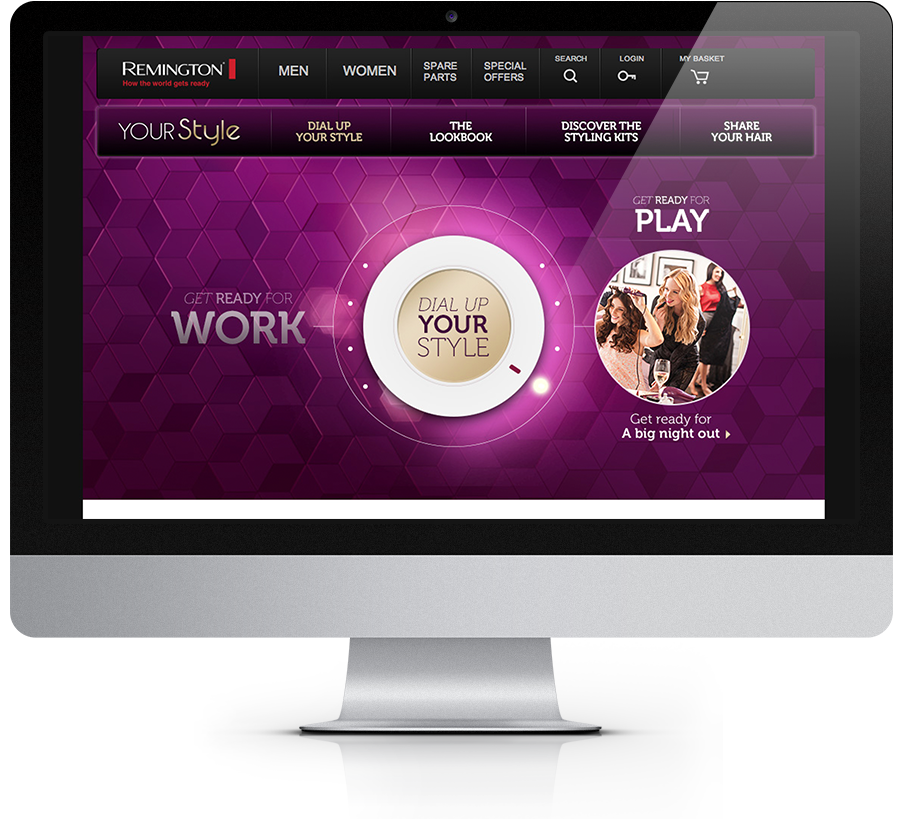 REMINGTON
How the world gets ready
MEN
WOMEN
SPARE
PARTS
SPECIAL
OFFERS
SEARCH
LOGIN
MY BASKET
YOUR Style
DIAL UP
YOUR STYLE
THE
LOOKBOOK
DISCOVER THE
STYLING KITS
SHARE
YOUR HAIR
GET READY FOR
WORK
DIAL UP
YOUR
STYLE
GET READY FOR
PLAY
Get ready for
A big night out